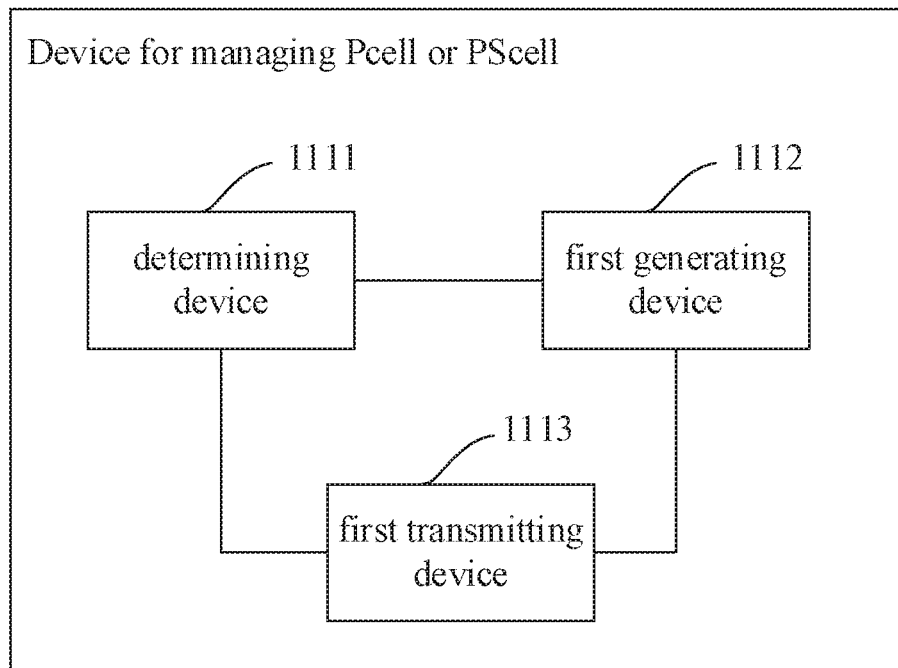 Device for managing Pcell or PScell
1111
1112
determining
device
first generating
device
1113
first transmitting
device